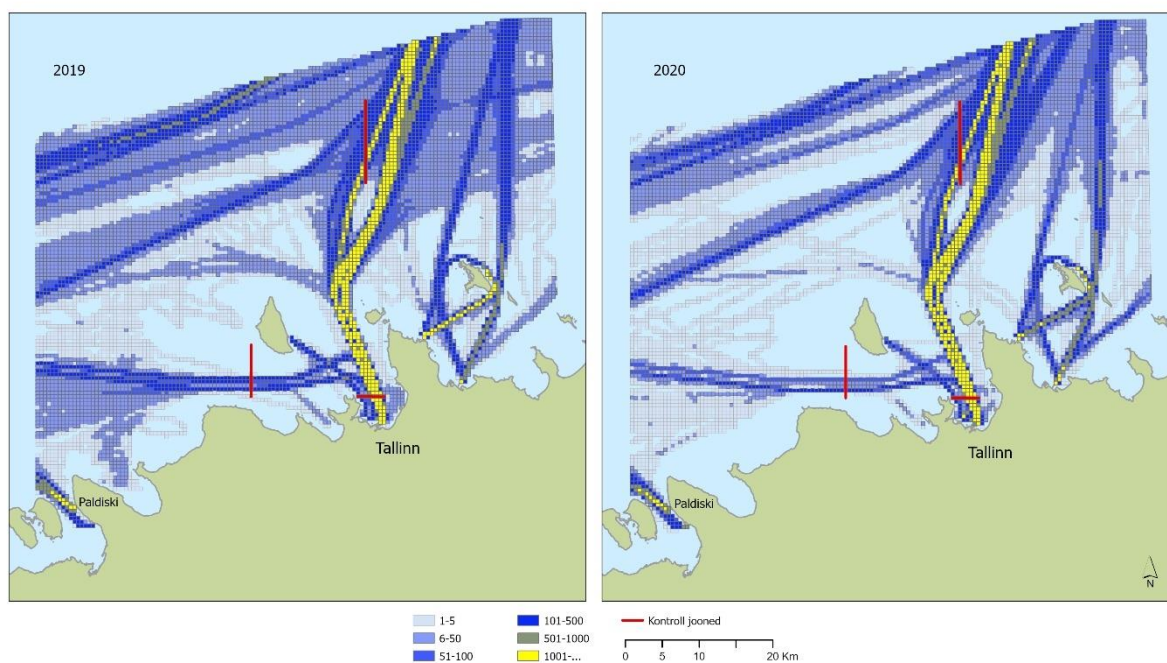 2019
2020
Tallinn
Tallinn
Paldiski
Paldiski
N
1-5
101-500
Kontroll jooned
6-50
501-1000
51-100
1001-...
0 5 10 20 Km